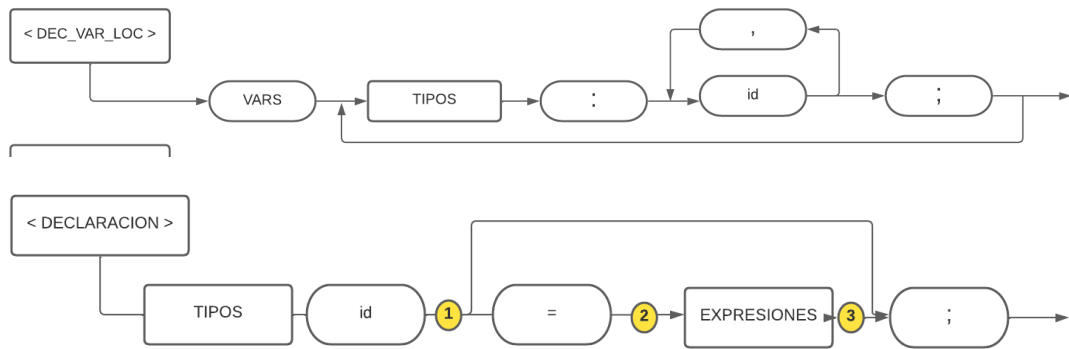 < DEC_VAR_LOC >
,
VARS
TIPOS
:
id
;
< DECLARACION >
TIPOS
id
1
=
2
EXPRESIONES
3
;